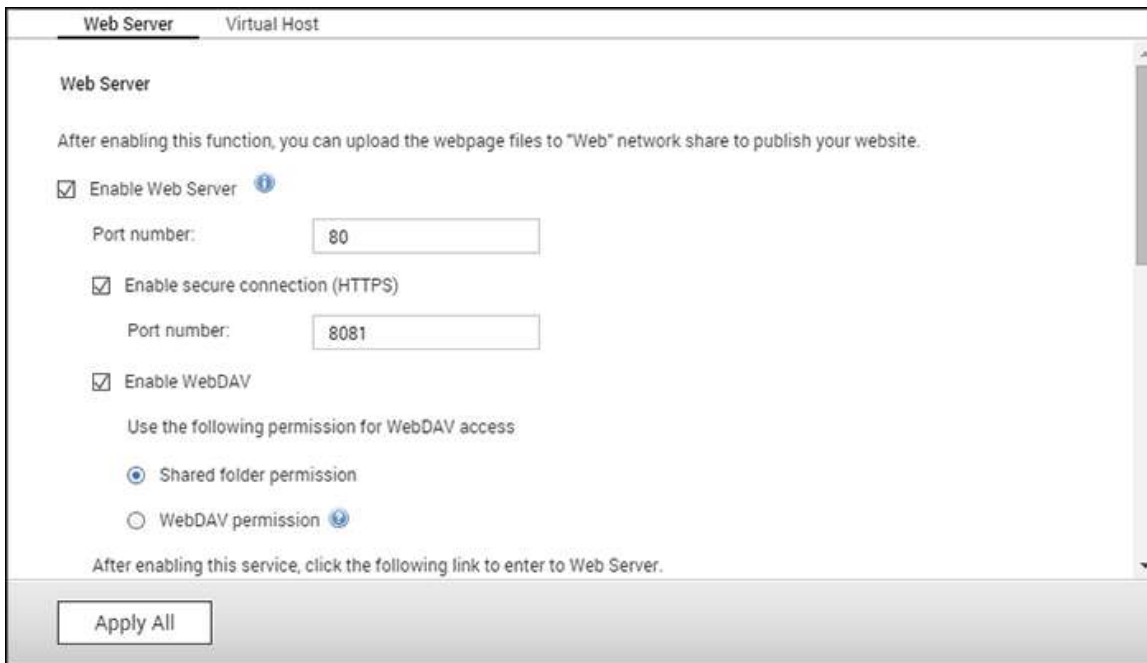 Web Server Virtual Host
Web Server
After enabling this function, you can upload the webpage files to "Web" network share to publish your website.
Enable Web Server
Port number: 80
Enable secure connection (HTTPS)
Port number: 8081
Enable WebDAV
Use the following permission for WebDAV access
Shared folder permission
WebDAV permission
After enabling this service, click the following link to enter to Web Server.
Apply All